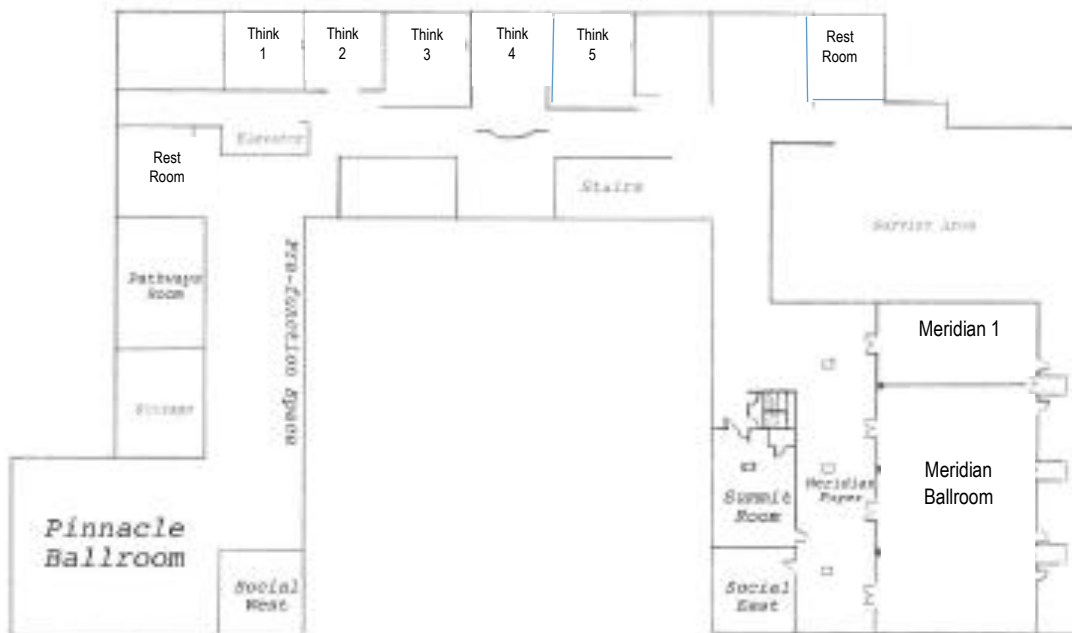 Think
1
Think
2
Think
3
Think
4
Think
5
Rest
Room
Elevator
Rest
Room
Stairs
Service Area
Pathways
Room
Pre-function Space
Storage
Meridian 1
Meridian
Ballroom
Meridian
Foyer
Summit
Room
Pinnacle
Ballroom
Social
West
Social
East